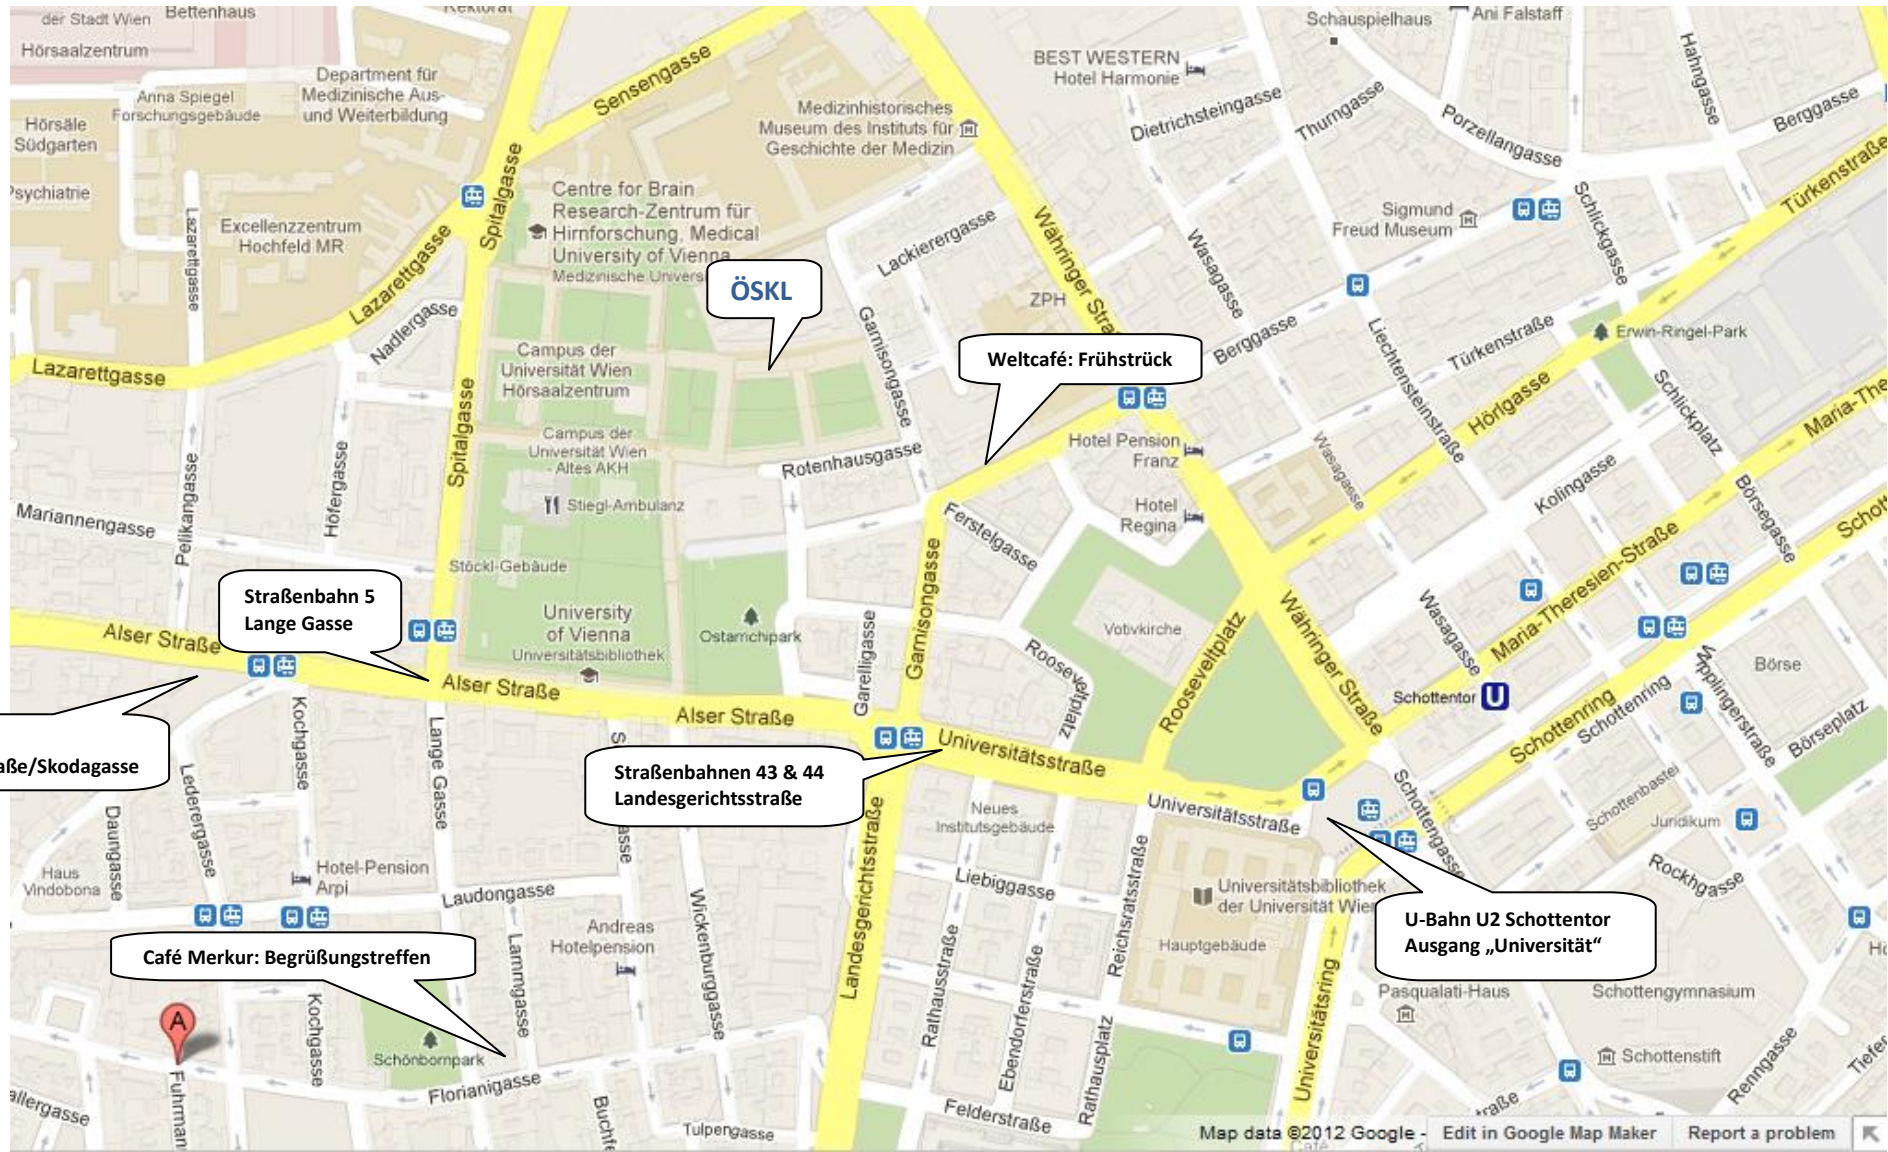 der Stadt Wien
Bettenhaus
Hörsaalzentrum
Department für
Medizinische Aus-
und Weiterbildung
Anna Spiegel
Forschungsgebäude
Hörsäle
Südgarten
Psychiatrie
Excellenzzentrum
Hochfeld MR
Lazarettgasse
Lazarettgasse
Lazarettgasse
Nadlergasse
Spitalgasse
Spitalgasse
Sensengasse
Medizinhistorisches
Museum des Instituts für
Geschichte der Medizin
Centre for Brain
Research-Zentrum für
Hirnforschung, Medical
University of Vienna
ÖSKL
Lackierergasse
Garnisongasse
ZPH
Währinger
BEST WESTERN
Hotel Harmonie
Schauspielhaus
Ani Falstaff
Hahngasse
Dietrichsteingasse
Thurngasse
Porzellangasse
Berggasse
Türkenstraße
Schlickgasse
Sigmund
Freud Museum
Wasagasse
Berggasse
Liechtensteinstraße
Türkenstraße
Erwin-Ringel-Park
Hörlgasse
Schlickplatz
Weltcafé: Frühstrück
Campus der
Universität Wien
Hörsaalzentrum
Campus der
Universität Wien
- Altes AKH
Stiegl-Ambulanz
Rotenhausgasse
Hotel Pension
Franz
Hotel
Regina
Ferstelgasse
Wasagasse
Kolingasse
Börsegasse
Mariannengasse
Pelikangasse
Höfergasse
Stöckl-Gebäude
University
of Vienna
Universitätsbibliothek
Ostarrichipark
Garelligasse
Garnisongasse
Votivkirche
Rooseveltplatz
Rooseveltplatz
Währinger Straße
Wasagasse
Maria-Theresien-Straße
Schottentor
U
Börse
Schottenring
Schottenring
Börseplatz
Straßenbahn 5
Lange Gasse
Alser Straße
Alser Straße
Alser Straße
Universitätsstraße
Universitätsstraße
aße/Skodagasse
Straßenbahnen 43 & 44
Landesgerichtsstraße
Kochgasse
Lederergasse
Lange Gasse
Daungasse
Haus
Vindobona
Hotel-Pension
Arpi
Laudongasse
Andreas
Hotelpension
Wickenburggasse
Landesgerichtsstraße
Neues
Institutsgebäude
Liebiggasse
Reichsratsstraße
Universitätsbibliothek
der Universität Wien
Hauptgebäude
Schottengasse
Schottenbastei
Juridikum
Rockhgasse
U-Bahn U2 Schottentor
Ausgang „Universität“
Café Merkur: Begrüßungstreffen
A
Kochgasse
Schönbornpark
Lammgasse
Florianigasse
Tulpengasse
Rathausstraße
Ebendorferstraße
Rathausplatz
Felderstraße
Universitätsring
Pasqualati-Haus
Schottengymnasium
Schottenstift
Renngasse
Map data ©2012 Google -
Edit in Google Map Maker
Report a problem